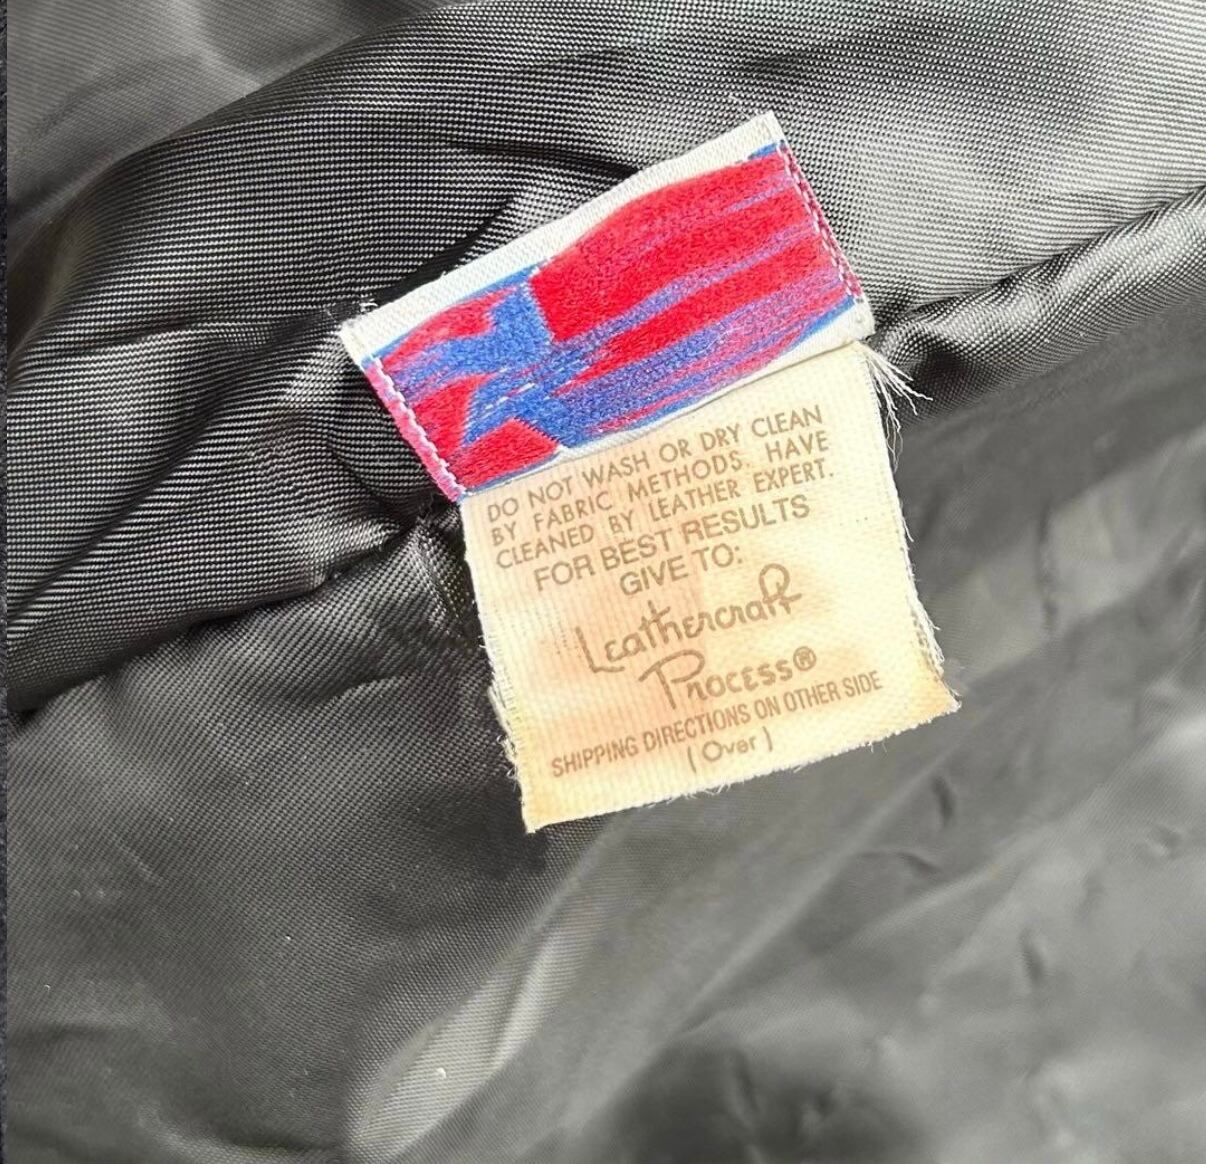 DO NOT WASH OR DRY CLEAN
BY FABRIC METHODS. HAVE
CLEANED BY LEATHER EXPERT.
FOR BEST RESULTS
GIVE TO:
Leathercraft
Process®
SHIPPING DIRECTIONS ON OTHER SIDE
(Over)